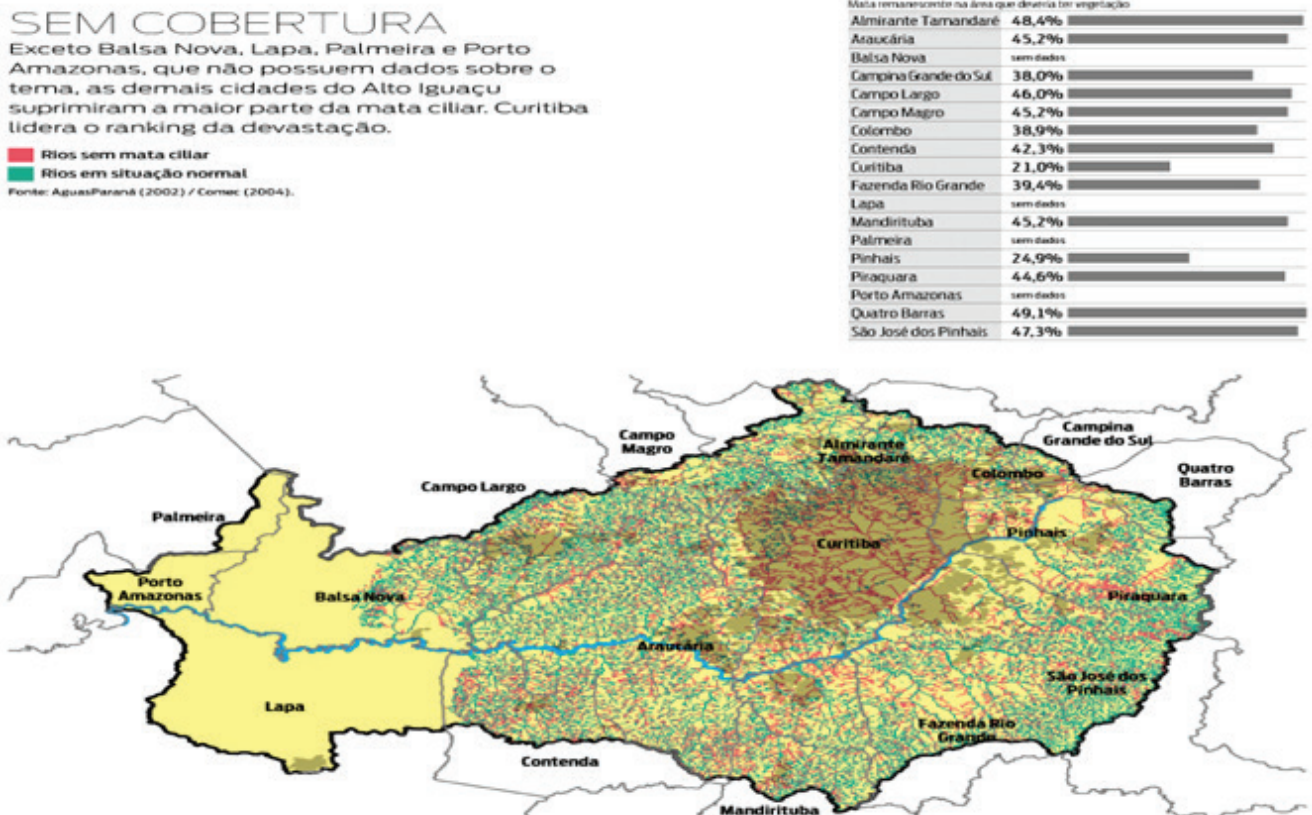 SEM COBERTURA
Exceto Balsa Nova, Lapa, Palmeira e Porto
Amazonas, que não possuem dados sobre o
tema, as demais cidades do Alto Iguaçu
suprimiram a maior parte da mata ciliar. Curitiba
lidera o ranking da devastação.
Rios sem mata ciliar
Rios em situação normal
Fonte: AguasParaná (2002) / Comec (2004).
Mata remanescente na área que deveria ter vegetação
Almirante Tamandaré 48,4%
Araucária 45,2%
Balsa Nova sem dados
Campina Grande do Sul 38,0%
Campo Largo 46,0%
Campo Magro 45,2%
Colombo 38,9%
Contenda 42,3%
Curitiba 21,0%
Fazenda Rio Grande 39,4%
Lapa sem dados
Mandirituba 45,2%
Palmeira sem dados
Pinhais 24,9%
Piraquara 44,6%
Porto Amazonas sem dados
Quatro Barras 49,1%
São José dos Pinhais 47,3%
Campo
Magro
Almirante
Tamandaré
Campina
Grande do Sul
Colombo
Quatro
Barras
Campo Largo
Palmeira
Pinhais
Curitiba
Porto
Amazonas
Balsa Nova
Piraquara
Araucária
São José dos
Pinhais
Lapa
Fazenda Rio
Grande
Contenda
Mandirituba